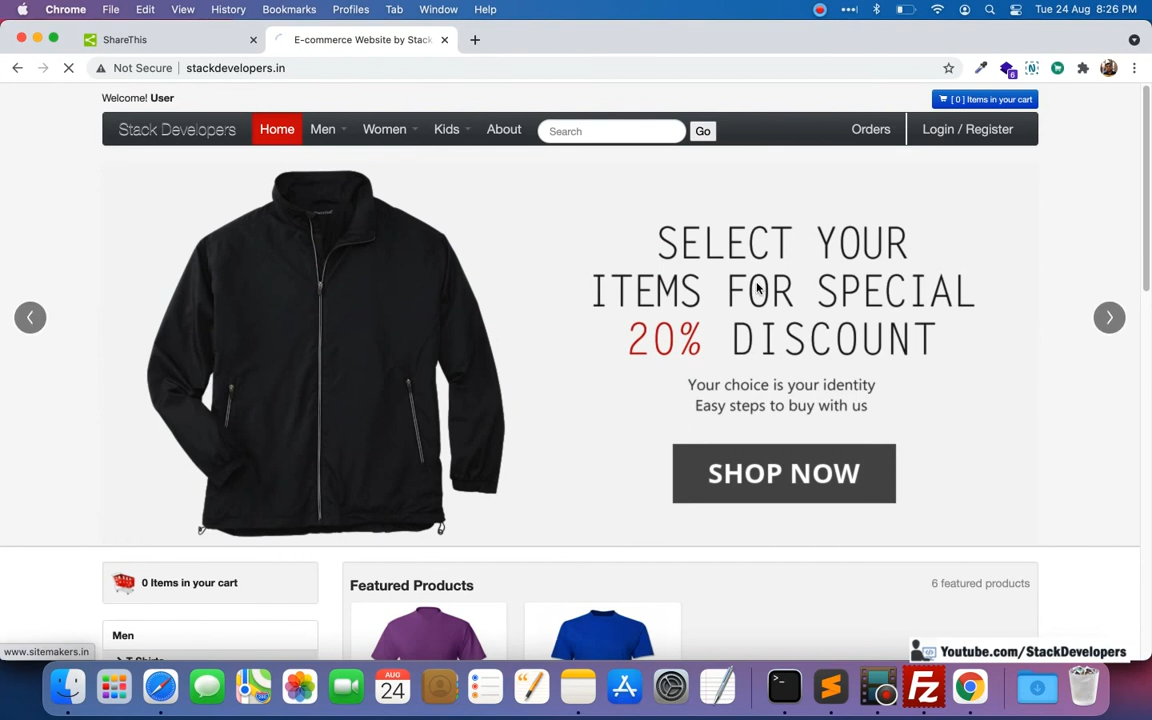 Chrome File Edit View History Bookmarks Profiles Tab Window Help Tue 24 Aug 8:26 PM
ShareThis E-commerce Website by Stack
6
Not Secure stackdevelopers.in
Welcome! User [ 0 ] Items in your cart
Stack Developers Home Men Women Kids About Search Go Orders Login / Register
SELECT YOUR
ITEMS FOR SPECIAL
20% DISCOUNT
Your choice is your identity
Easy steps to buy with us
SHOP NOW
0 Items in your cart Featured Products 6 featured products
Men
T-Shirts
www.sitemakers.in
Youtube.com/StackDevelopers
AUG
24
Fz